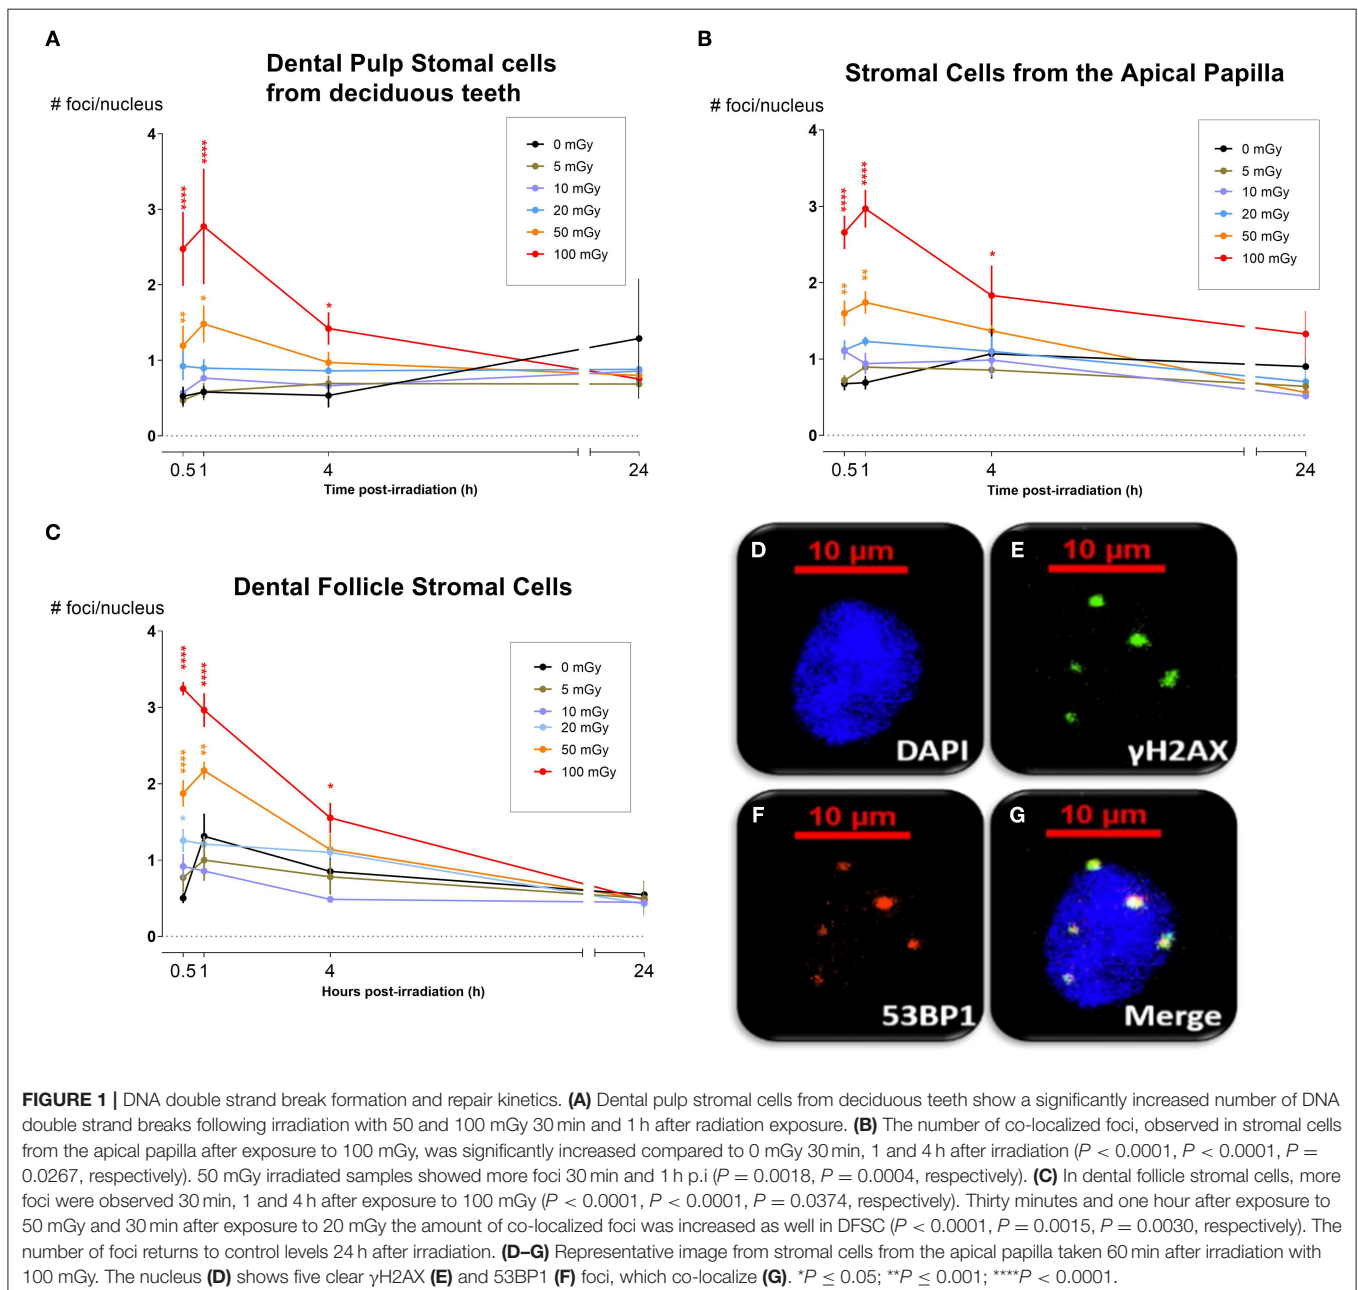 A
Dental Pulp Stomal cells
from deciduous teeth
# foci/nucleus
4
3
2
1
0
****
****
**
*
*
0 mGy
5 mGy
10 mGy
20 mGy
50 mGy
100 mGy
0.5 1 4 24
Time post-irradiation (h)
B
Stromal Cells from the Apical Papilla
# foci/nucleus
4
3
2
1
0
****
****
**
**
*
0 mGy
5 mGy
10 mGy
20 mGy
50 mGy
100 mGy
0.5 1 4 24
Time post-irradiation (h)
C
Dental Follicle Stromal Cells
# foci/nucleus
4
3
2
1
0
****
****
****
**
*
*
0 mGy
5 mGy
10 mGy
20 mGy
50 mGy
100 mGy
0.5 1 4 24
Hours post-irradiation (h)
D
10 µm
DAPI
E
10 µm
γH2AX
F
10 µm
53BP1
G
10 µm
Merge
FIGURE 1 | DNA double strand break formation and repair kinetics. (A) Dental pulp stromal cells from deciduous teeth show a significantly increased number of DNA
double strand breaks following irradiation with 50 and 100 mGy 30 min and 1 h after radiation exposure. (B) The number of co-localized foci, observed in stromal cells
from the apical papilla after exposure to 100 mGy, was significantly increased compared to 0 mGy 30 min, 1 and 4 h after irradiation (P < 0.0001, P < 0.0001, P =
0.0267, respectively). 50 mGy irradiated samples showed more foci 30 min and 1 h p.i (P = 0.0018, P = 0.0004, respectively). (C) In dental follicle stromal cells, more
foci were observed 30 min, 1 and 4 h after exposure to 100 mGy (P < 0.0001, P < 0.0001, P = 0.0374, respectively). Thirty minutes and one hour after exposure to
50 mGy and 30 min after exposure to 20 mGy the amount of co-localized foci was increased as well in DFSC (P < 0.0001, P = 0.0015, P = 0.0030, respectively). The
number of foci returns to control levels 24 h after irradiation. (D–G) Representative image from stromal cells from the apical papilla taken 60 min after irradiation with
100 mGy. The nucleus (D) shows five clear γH2AX (E) and 53BP1 (F) foci, which co-localize (G). *P ≤ 0.05; **P ≤ 0.001; ****P < 0.0001.